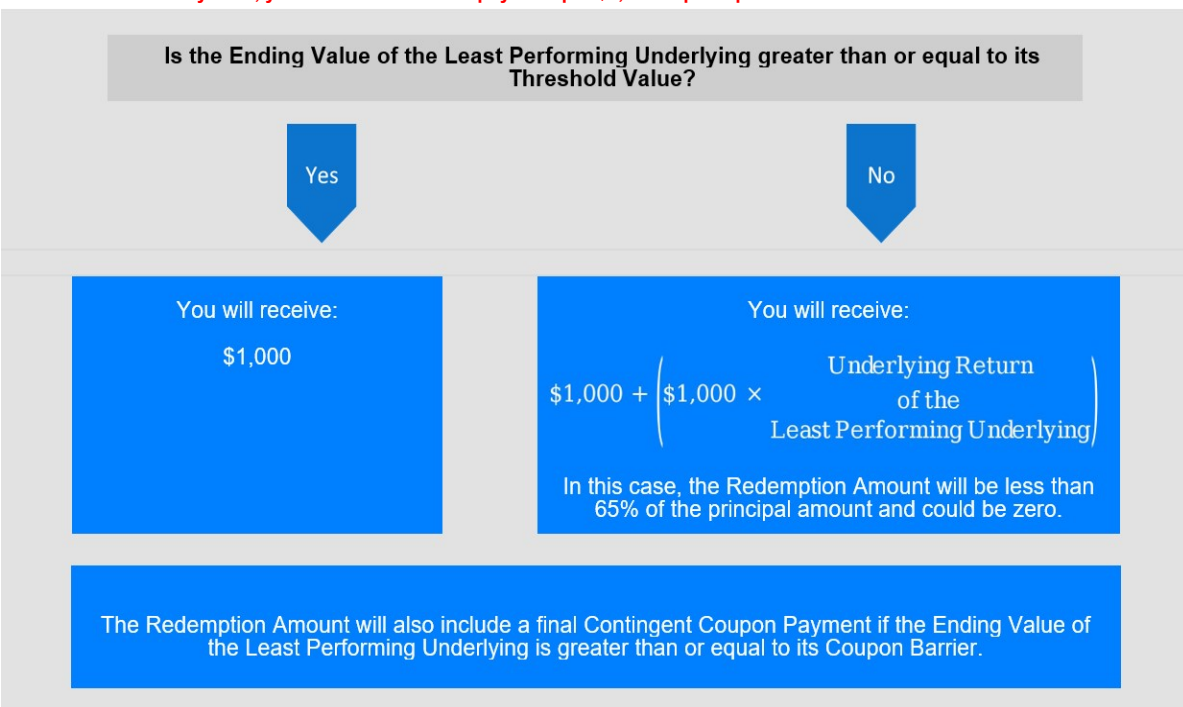 Is the Ending Value of the Least Performing Underlying greater than or equal to its
Threshold Value?
Yes
No
You will receive:
$1,000
You will receive:
$1,000 + ($1,000 × Underlying Return
of the
Least Performing Underlying)
In this case, the Redemption Amount will be less than
65% of the principal amount and could be zero.
The Redemption Amount will also include a final Contingent Coupon Payment if the Ending Value of
the Least Performing Underlying is greater than or equal to its Coupon Barrier.